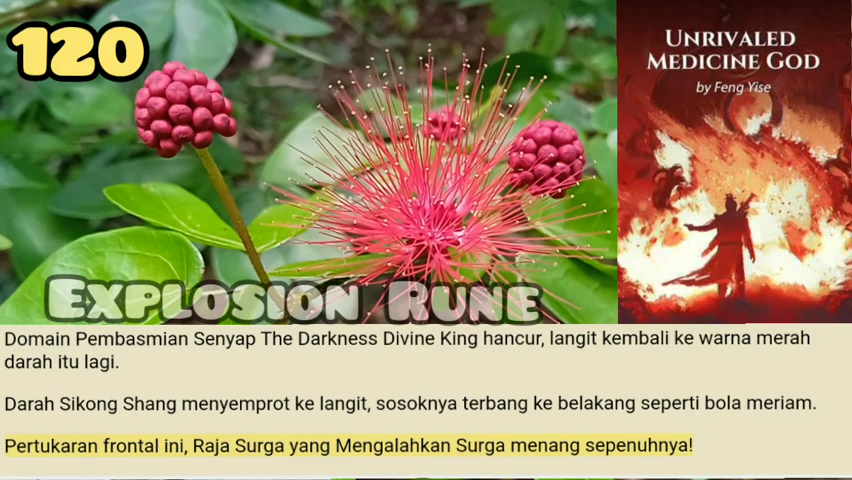 120
UNRIVALED
MEDICINE GOD
by Feng Yise
EXPLOSION RUNE
Domain Pembasmian Senyap The Darkness Divine King hancur, langit kembali ke warna merah
darah itu lagi.
Darah Sikong Shang menyemprot ke langit, sosoknya terbang ke belakang seperti bola meriam.
Pertukaran frontal ini, Raja Surga yang Mengalahkan Surga menang sepenuhnya!